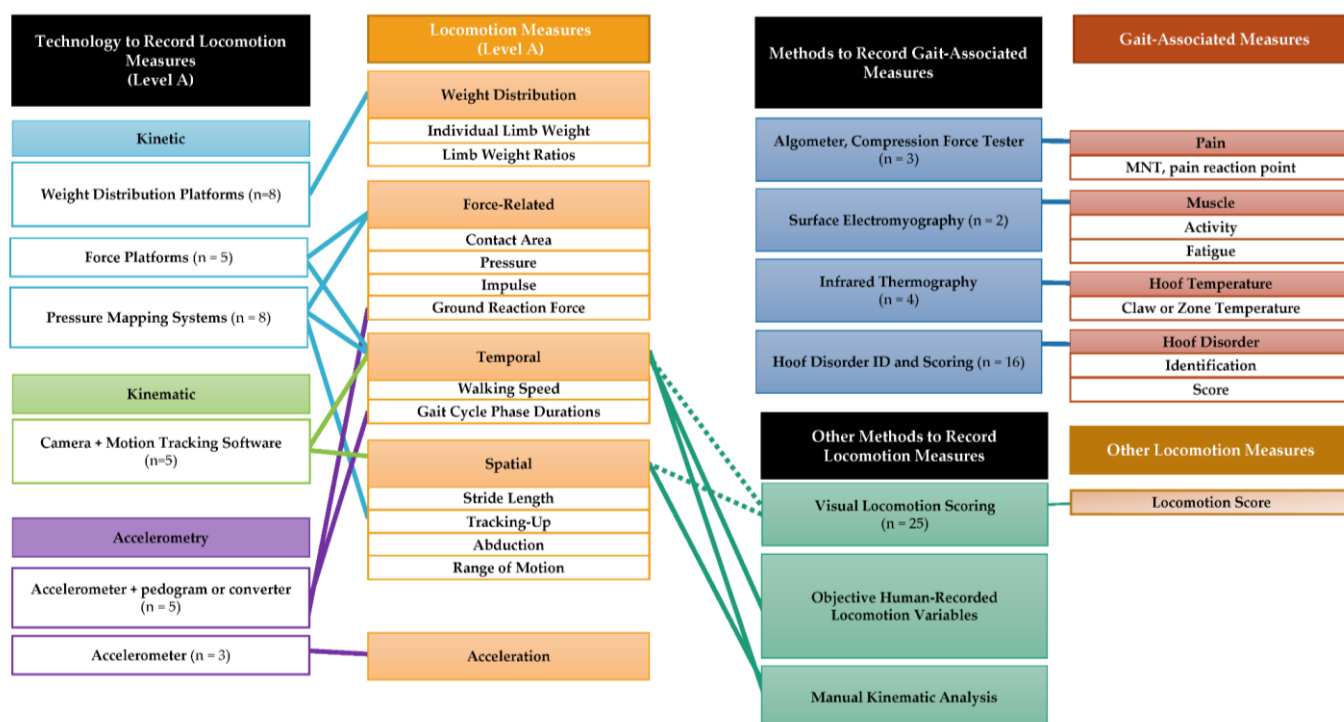 Technology to Record Locomotion
Measures
(Level A)
Kinetic
Weight Distribution Platforms (n=8)
Force Platforms (n = 5)
Pressure Mapping Systems (n = 8)
Kinematic
Camera + Motion Tracking Software
(n=5)
Accelerometry
Accelerometer + pedogram or converter
(n = 5)
Accelerometer (n = 3)
Locomotion Measures
(Level A)
Weight Distribution
Individual Limb Weight
Limb Weight Ratios
Force-Related
Contact Area
Pressure
Impulse
Ground Reaction Force
Temporal
Walking Speed
Gait Cycle Phase Durations
Spatial
Stride Length
Tracking-Up
Abduction
Range of Motion
Acceleration
Methods to Record Gait-Associated
Measures
Algometer, Compression Force Tester
(n = 3)
Surface Electromyography (n = 2)
Infrared Thermography
(n = 4)
Hoof Disorder ID and Scoring (n = 16)
Gait-Associated Measures
Pain
MNT, pain reaction point
Muscle
Activity
Fatigue
Hoof Temperature
Claw or Zone Temperature
Hoof Disorder
Identification
Score
Other Methods to Record
Locomotion Measures
Visual Locomotion Scoring
(n = 25)
Objective Human-Recorded
Locomotion Variables
Manual Kinematic Analysis
Other Locomotion Measures
Locomotion Score